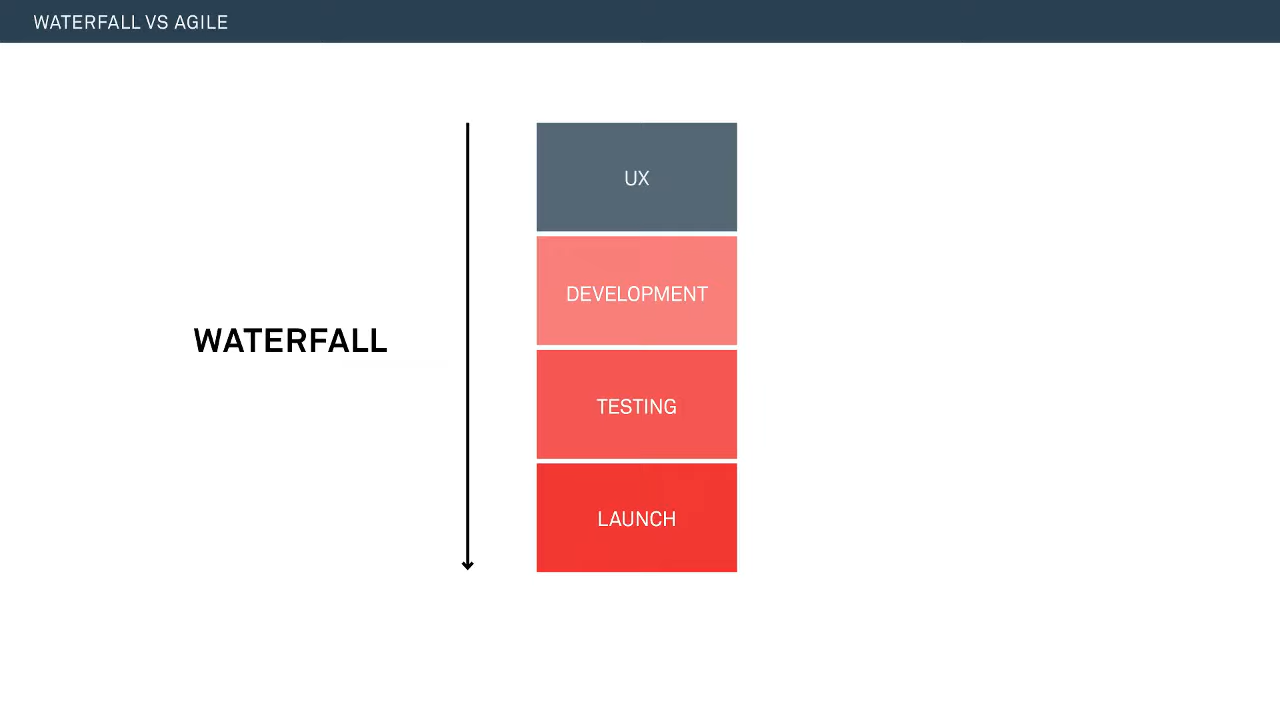 WATERFALL VS AGILE
UX
DEVELOPMENT
WATERFALL
TESTING
LAUNCH